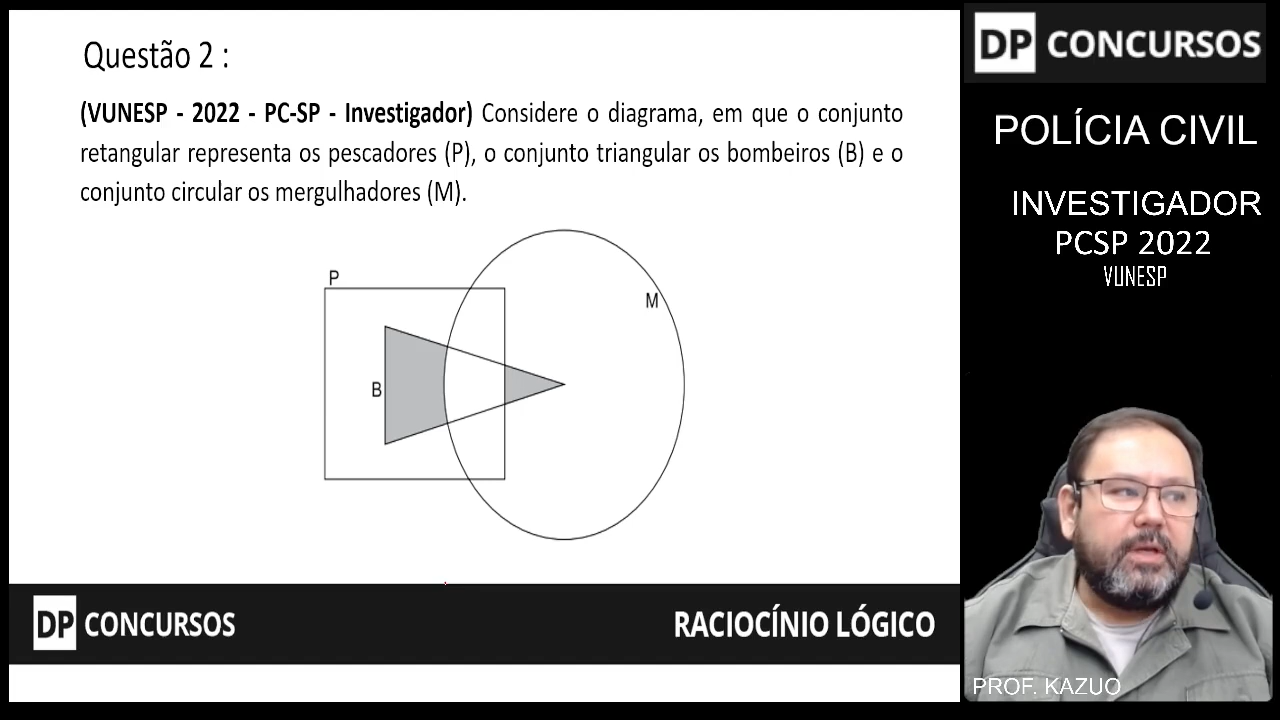 Questão 2 :
(VUNESP - 2022 - PC-SP - Investigador) Considere o diagrama, em que o conjunto
retangular representa os pescadores (P), o conjunto triangular os bombeiros (B) e o
conjunto circular os mergulhadores (M).
P
M
B
DP CONCURSOS
RACIOCÍNIO LÓGICO
DP CONCURSOS
POLÍCIA CIVIL
INVESTIGADOR
PCSP 2022
VUNESP
PROF. KAZUO